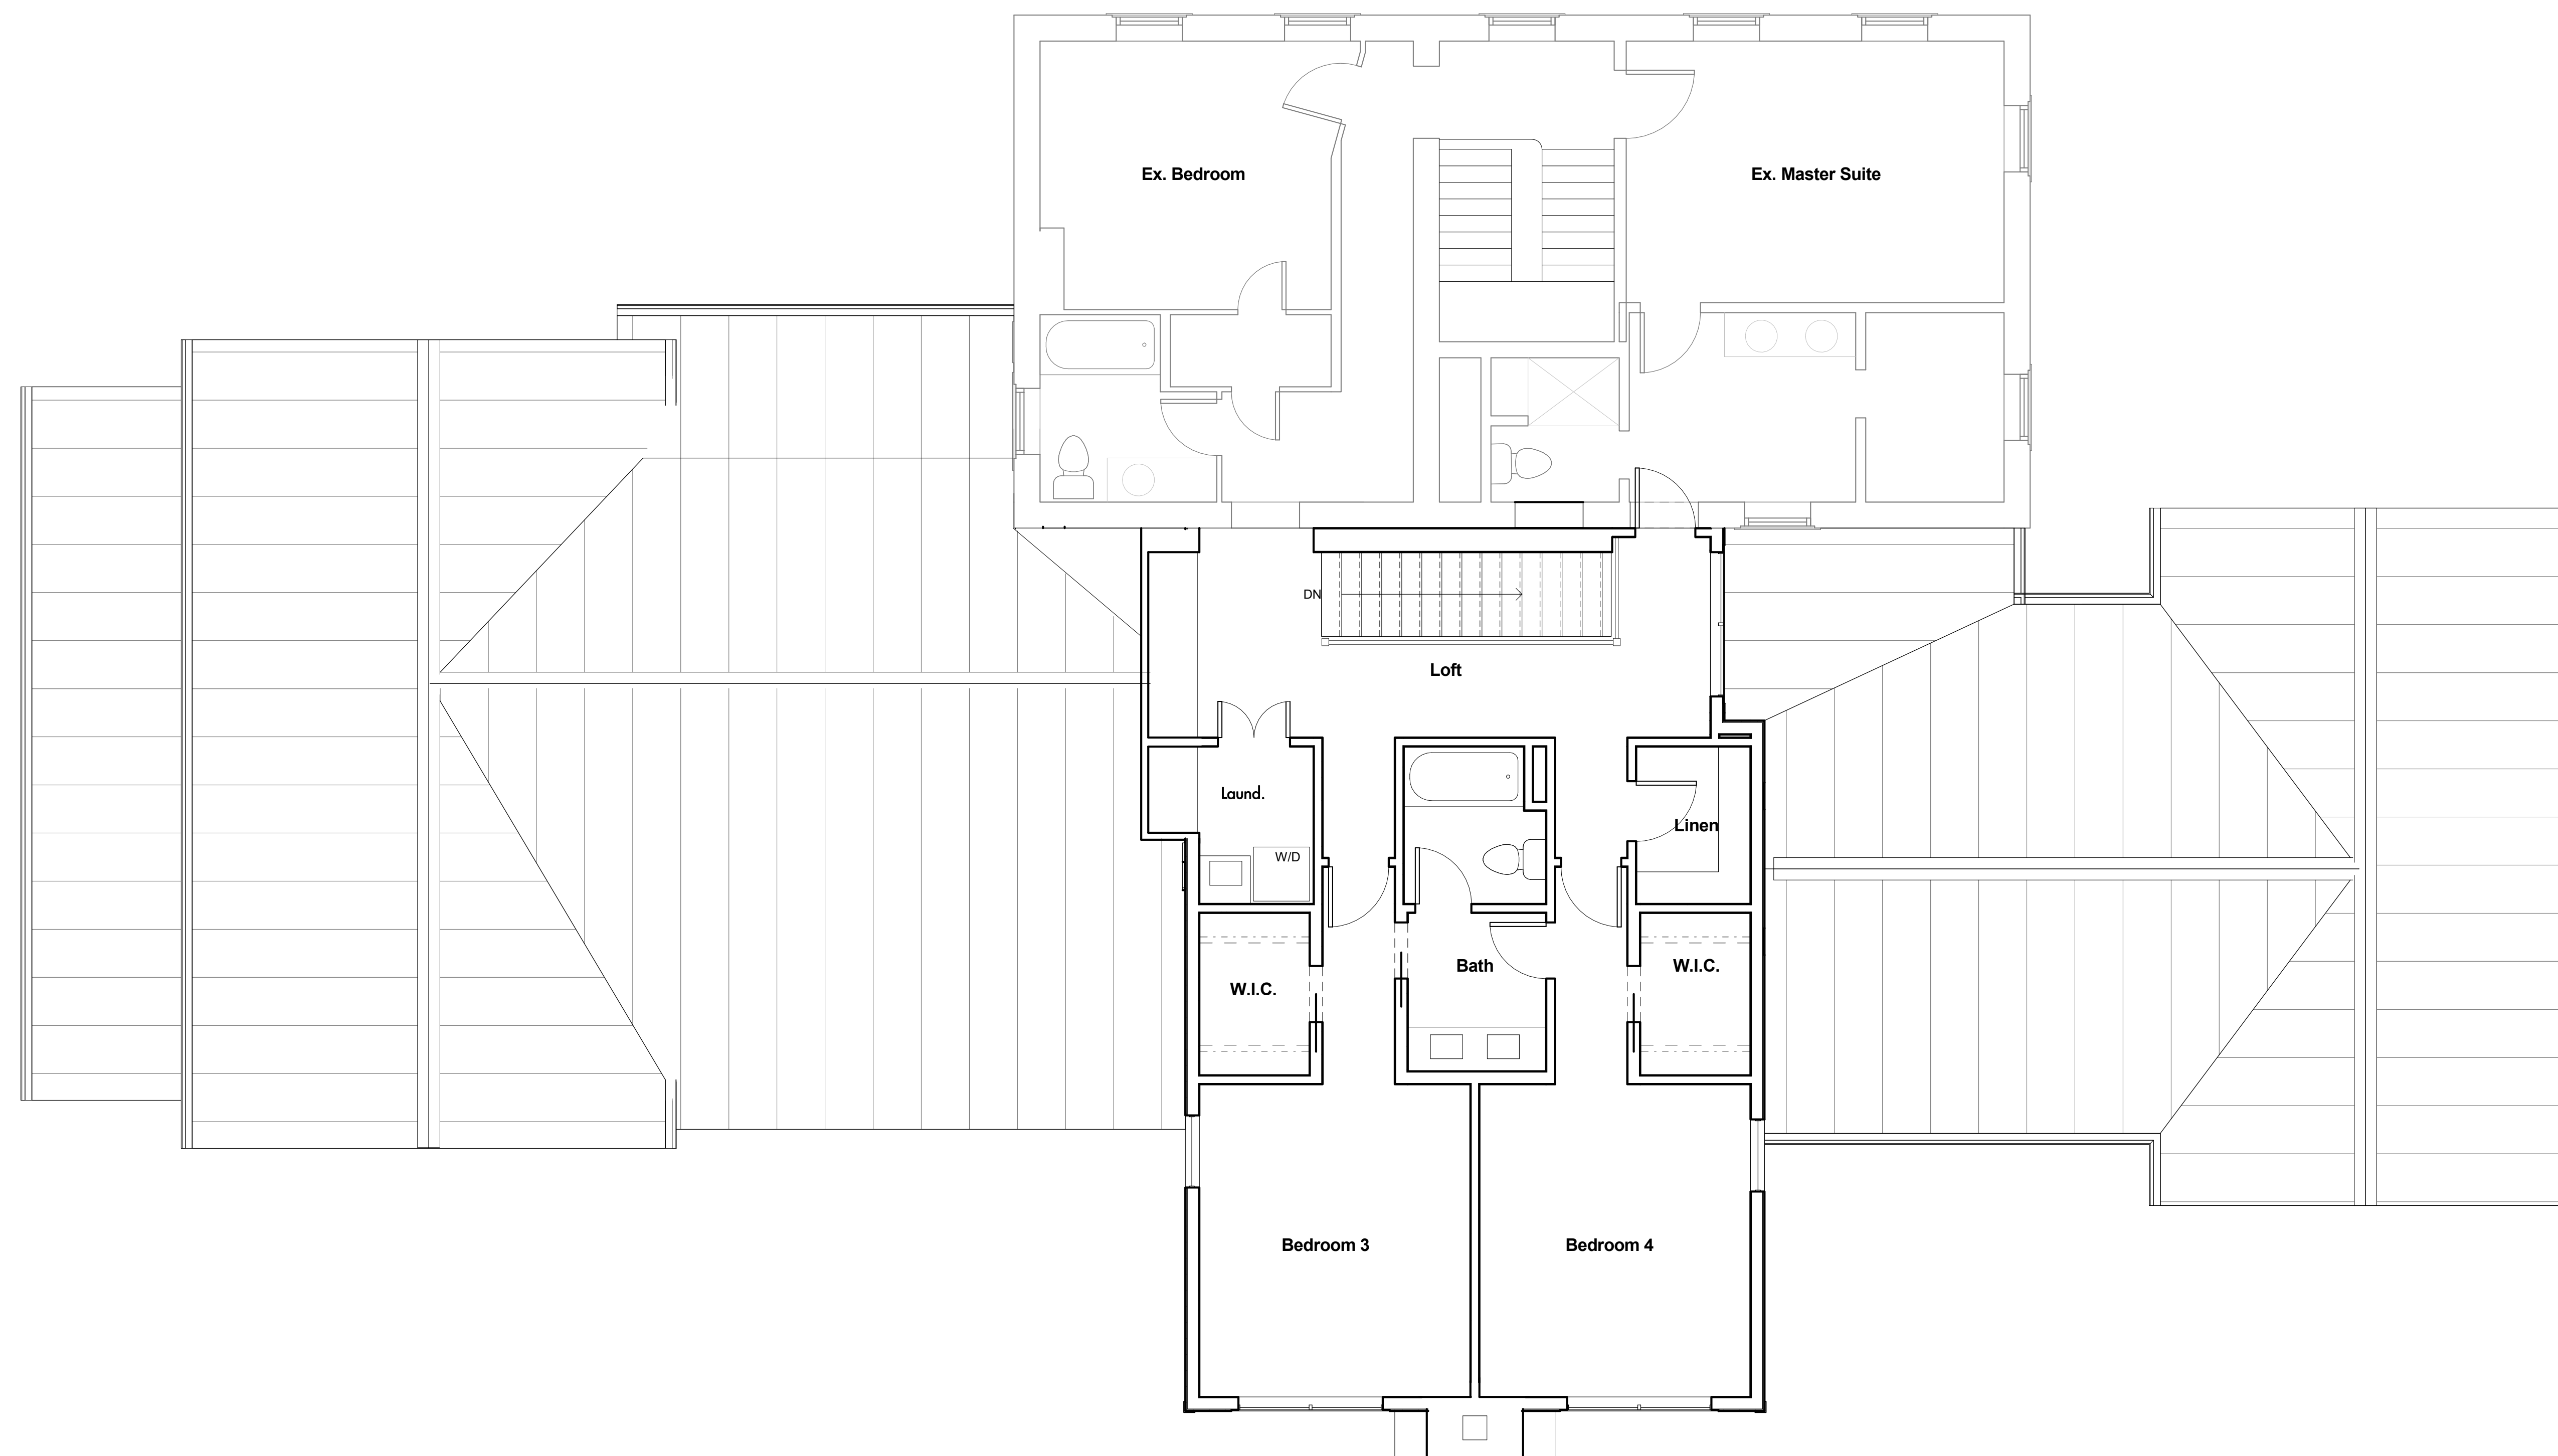 Ex. Bedroom
Ex. Master Suite
DN
Loft
Laund.
Linen
W/D
W.I.C.
Bath
W.I.C.
Bedroom 3
Bedroom 4